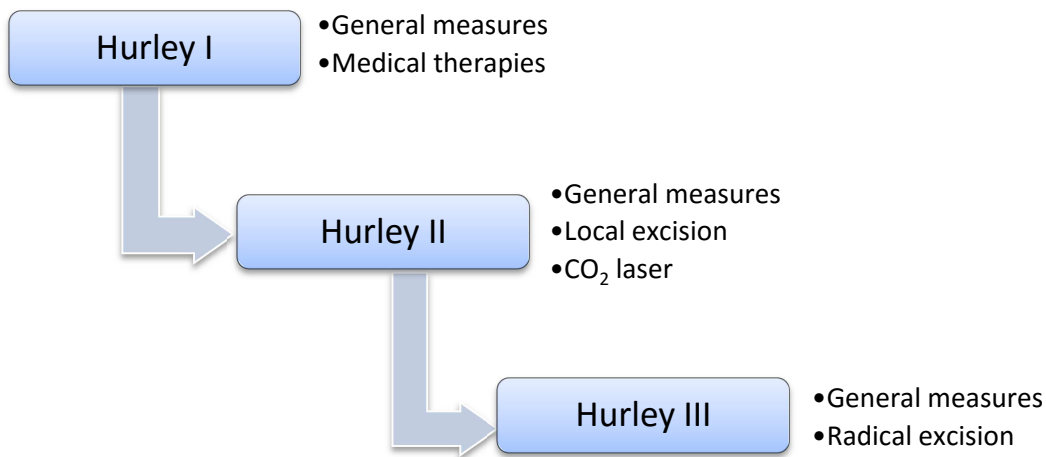 Hurley I
•General measures
•Medical therapies
Hurley II
•General measures
•Local excision
•CO₂ laser
Hurley III
•General measures
•Radical excision